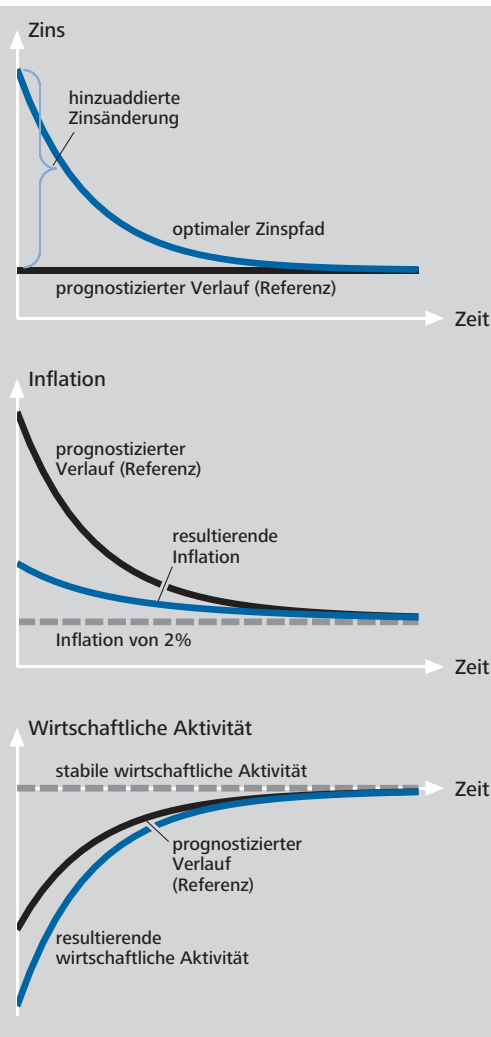 Zins
hinzuaddierte
Zinsänderung
optimaler Zinspfad
prognostizierter Verlauf (Referenz)
Zeit
Inflation
prognostizierter
Verlauf (Referenz)
resultierende
Inflation
Inflation von 2%
Zeit
Wirtschaftliche Aktivität
stabile wirtschaftliche Aktivität
Zeit
prognostizierter
Verlauf
(Referenz)
resultierende
wirtschaftliche Aktivität